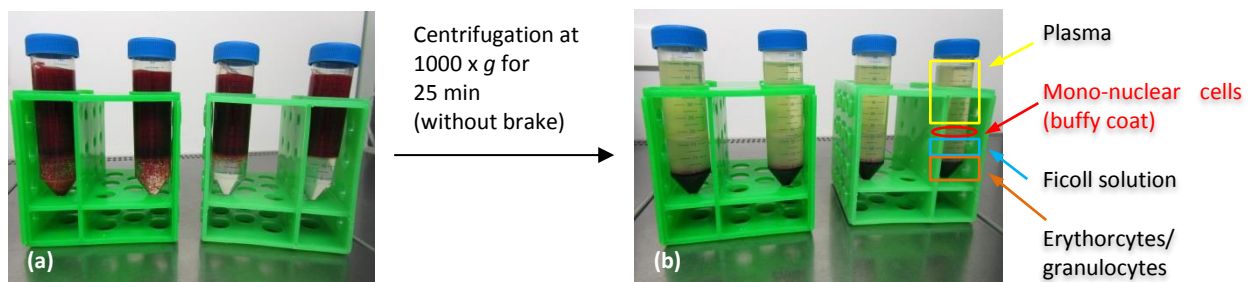 Centrifugation at
1000 x g for
25 min
(without brake)
Plasma
Mono-nuclear cells
(buffy coat)
Ficoll solution
Erythorcytes/
granulocytes
(a)
(b)